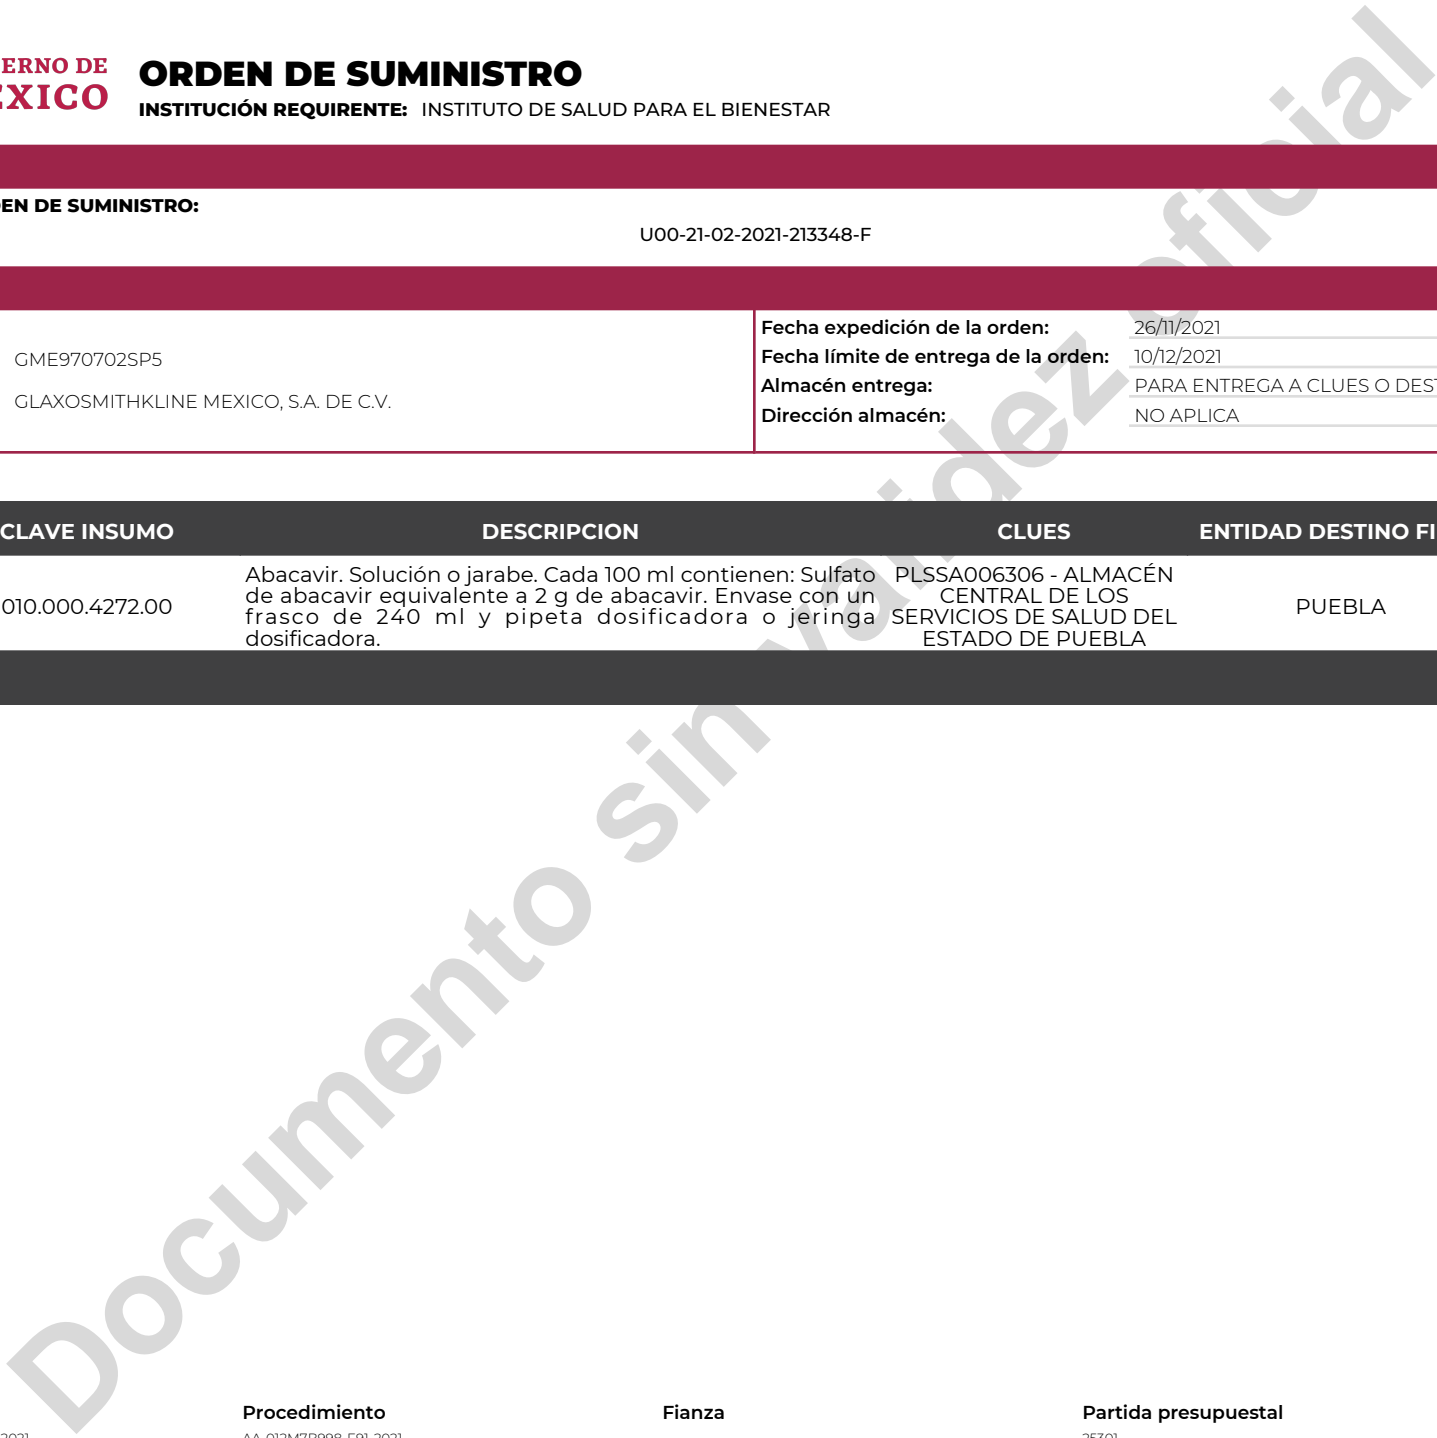 ORDEN DE SUMINISTRO
INSTITUCIÓN REQUIRENTE: INSTITUTO DE SALUD PARA EL BIENESTAR
ERNO DE
EXICO
EN DE SUMINISTRO:
U00-21-02-2021-213348-F
GME970702SP5
GLAXOSMITHKLINE MEXICO, S.A. DE C.V.
Fecha expedición de la orden: 26/11/2021
Fecha límite de entrega de la orden: 10/12/2021
Almacén entrega: PARA ENTREGA A CLUES O DEST
Dirección almacén: NO APLICA
CLAVE INSUMO DESCRIPCION CLUES ENTIDAD DESTINO FI
010.000.4272.00
Abacavir. Solución o jarabe. Cada 100 ml contienen: Sulfato
de abacavir equivalente a 2 g de abacavir. Envase con un
frasco de 240 ml y pipeta dosificadora o jeringa
dosificadora.
PLSSA006306 - ALMACÉN
CENTRAL DE LOS
SERVICIOS DE SALUD DEL
ESTADO DE PUEBLA
PUEBLA
Documento sin validez oficial
Procedimiento Fianza Partida presupuestal